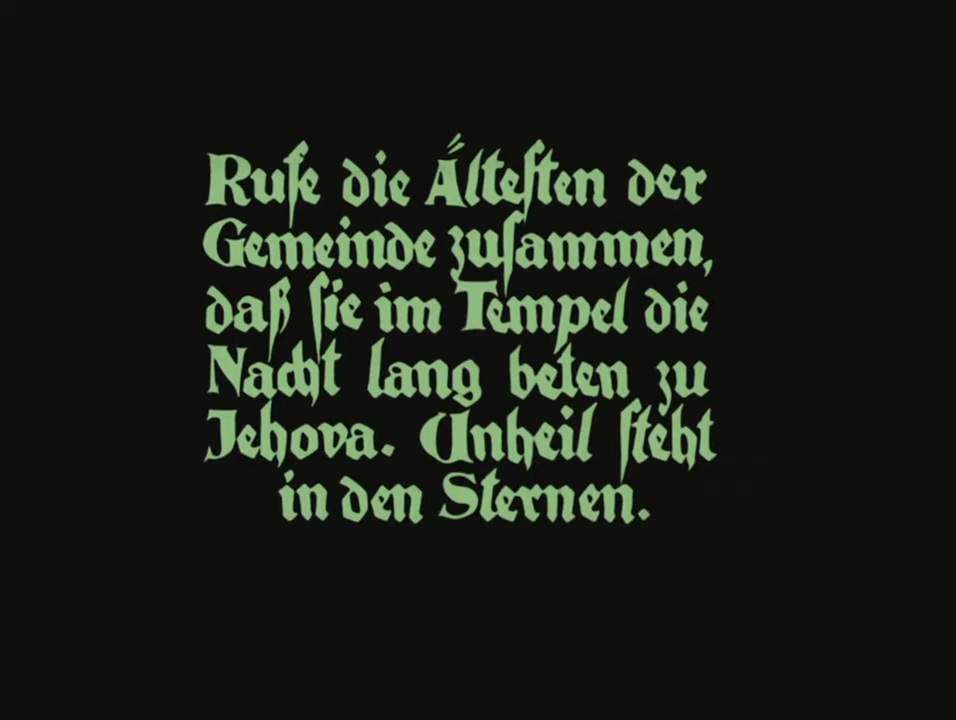 Rufe die Ältesten der
Gemeinde zusammen,
daß sie im Tempel die
Nacht lang beten zu
Jehova. Unheil steht
in den Sternen.